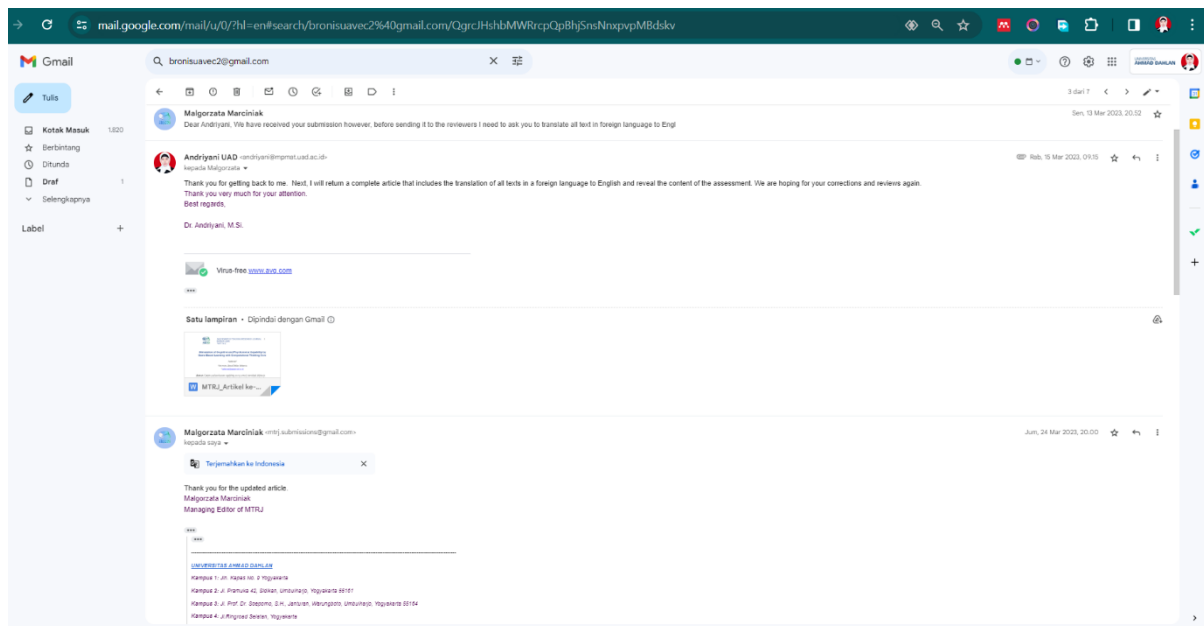 mail.google.com/mail/u/0/?hl=en#search/bronisuavec2%40gmail.com/QgrcJHshbMWRrcpQpBhjSnsNnxpvpMBdskv
Gmail
bronisuavec2@gmail.com
UNIVERSITAS
AHMAD DAHLAN
Tulis
3 dari 7
Kotak Masuk 1.820
Berbintang
Ditunda
Draf 1
Selengkapnya
Label +
Malgorzata Marciniak
Sen, 13 Mar 2023, 20.52
Dear Andriyani, We have received your submission however, before sending it to the reviewers I need to ask you to translate all text in foreign language to Engl
Andriyani UAD <andriyani@mpmat.uad.ac.id>
Rab, 15 Mar 2023, 09.15
kepada Malgorzata
Thank you for getting back to me. Next, I will return a complete article that includes the translation of all texts in a foreign language to English and reveal the content of the assessment. We are hoping for your corrections and reviews again.
Thank you very much for your attention.
Best regards,
Dr. Andriyani, M.Si.
Virus-free.www.avg.com
Satu lampiran • Dipindai dengan Gmail
W MTRJ_Artikel ke-...
Malgorzata Marciniak <mtrj.submissions@gmail.com>
Jum, 24 Mar 2023, 20.00
kepada saya
Terjemahkan ke Indonesia
Thank you for the updated article.
Malgorzata Marciniak
Managing Editor of MTRJ
UNIVERSITAS AHMAD DAHLAN
Kampus 1: Jln. Kapas No. 9 Yogyakarta
Kampus 2: Jl. Pramuka 42, Sidikan, Umbulharjo, Yogyakarta 55161
Kampus 3: Jl. Prof. Dr. Soepomo, S.H., Janturan, Warungboto, Umbulharjo, Yogyakarta 55164
Kampus 4: Jl.Ringroad Selatan, Yogyakarta